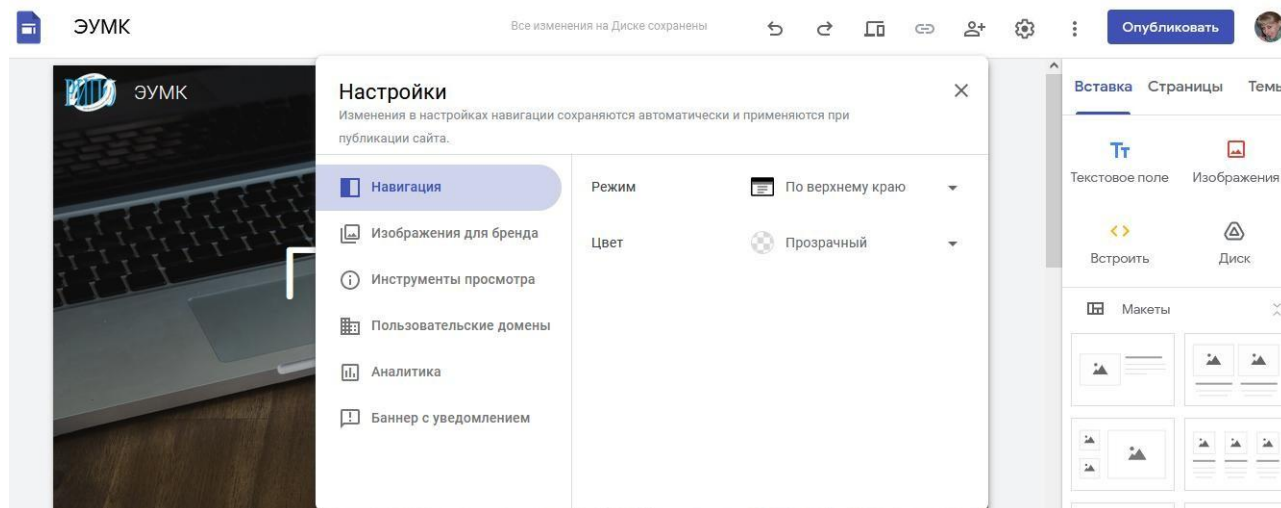 ЭУМК
Все изменения на Диске сохранены
Опубликовать
ЭУМК
Настройки
Изменения в настройках навигации сохраняются автоматически и применяются при
публикации сайта.
Навигация
Изображения для бренда
Инструменты просмотра
Пользовательские домены
Аналитика
Баннер с уведомлением
Режим
По верхнему краю
Цвет
Прозрачный
Вставка Страницы Темы
Текстовое поле Изображения
Встроить Диск
Макеты